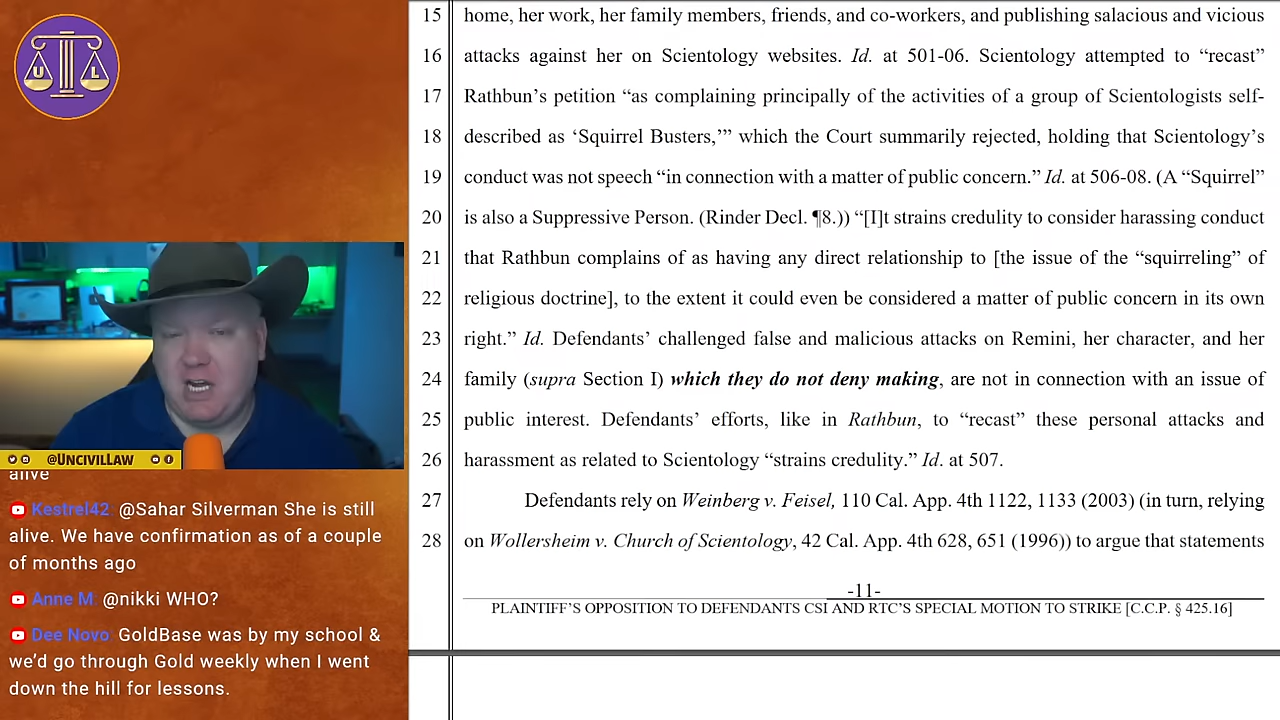 U L
@UNCIVILLAW
alive
Kestrel42 @Sahar Silverman She is still
alive. We have confirmation as of a couple
of months ago
Anne M @nikki WHO?
Dee Novo GoldBase was by my school &
we’d go through Gold weekly when I went
down the hill for lessons.
15 home, her work, her family members, friends, and co-workers, and publishing salacious and vicious
16 attacks against her on Scientology websites. Id. at 501-06. Scientology attempted to “recast”
17 Rathbun’s petition “as complaining principally of the activities of a group of Scientologists self-
18 described as ‘Squirrel Busters,’” which the Court summarily rejected, holding that Scientology’s
19 conduct was not speech “in connection with a matter of public concern.” Id. at 506-08. (A “Squirrel”
20 is also a Suppressive Person. (Rinder Decl. ¶8.)) “[I]t strains credulity to consider harassing conduct
21 that Rathbun complains of as having any direct relationship to [the issue of the “squirreling” of
22 religious doctrine], to the extent it could even be considered a matter of public concern in its own
23 right.” Id. Defendants’ challenged false and malicious attacks on Remini, her character, and her
24 family (supra Section I) which they do not deny making, are not in connection with an issue of
25 public interest. Defendants’ efforts, like in Rathbun, to “recast” these personal attacks and
26 harassment as related to Scientology “strains credulity.” Id. at 507.
27 Defendants rely on Weinberg v. Feisel, 110 Cal. App. 4th 1122, 1133 (2003) (in turn, relying
28 on Wollersheim v. Church of Scientology, 42 Cal. App. 4th 628, 651 (1996)) to argue that statements
-11-
PLAINTIFF’S OPPOSITION TO DEFENDANTS CSI AND RTC’S SPECIAL MOTION TO STRIKE [C.C.P. § 425.16]